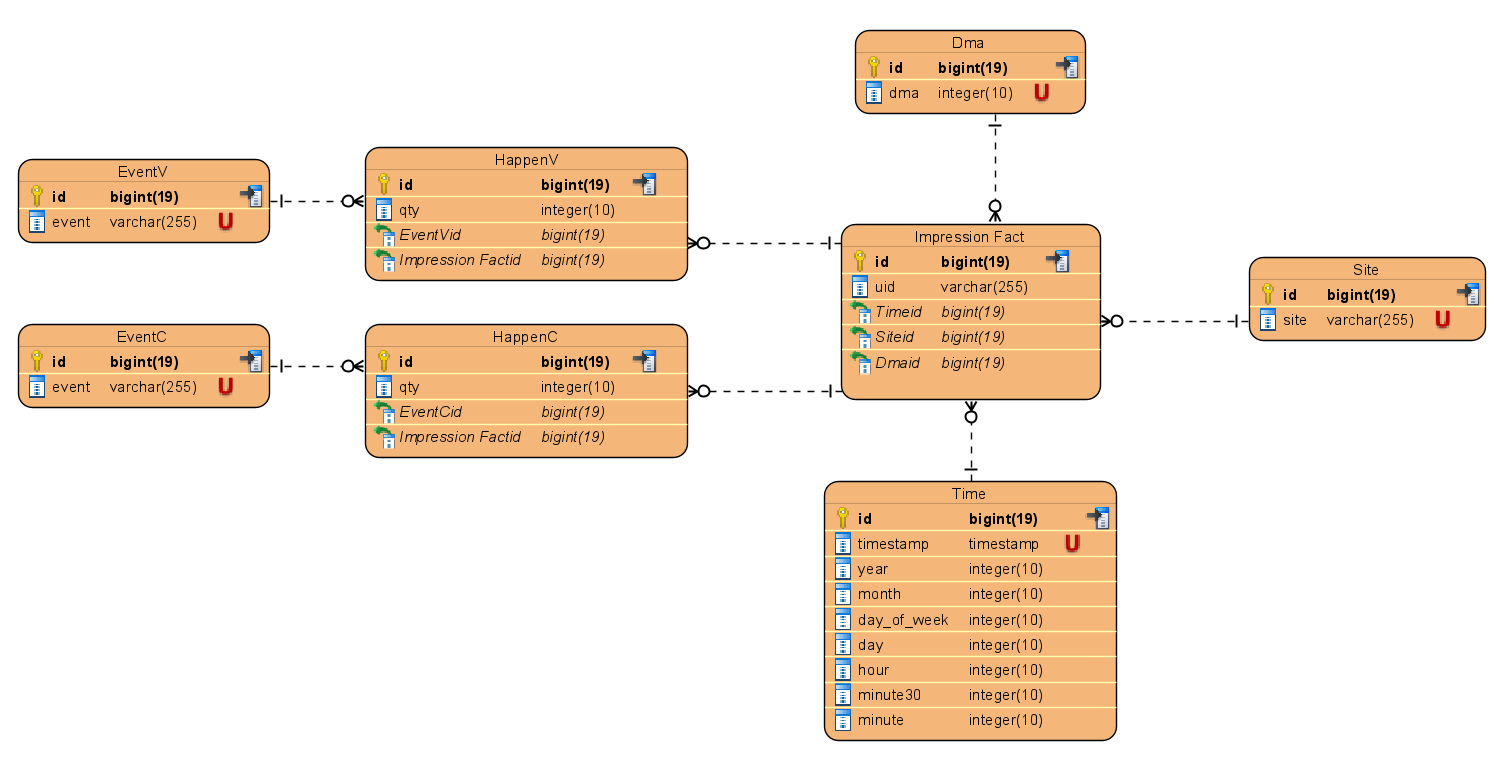 Dma
id bigint(19)
dma integer(10) U
EventV
id bigint(19)
event varchar(255) U
HappenV
id bigint(19)
qty integer(10)
EventVid bigint(19)
Impression Factid bigint(19)
Impression Fact
id bigint(19)
uid varchar(255)
Timeid bigint(19)
Siteid bigint(19)
Dmaid bigint(19)
Site
id bigint(19)
site varchar(255) U
EventC
id bigint(19)
event varchar(255) U
HappenC
id bigint(19)
qty integer(10)
EventCid bigint(19)
Impression Factid bigint(19)
Time
id bigint(19)
timestamp timestamp U
year integer(10)
month integer(10)
day_of_week integer(10)
day integer(10)
hour integer(10)
minute30 integer(10)
minute integer(10)